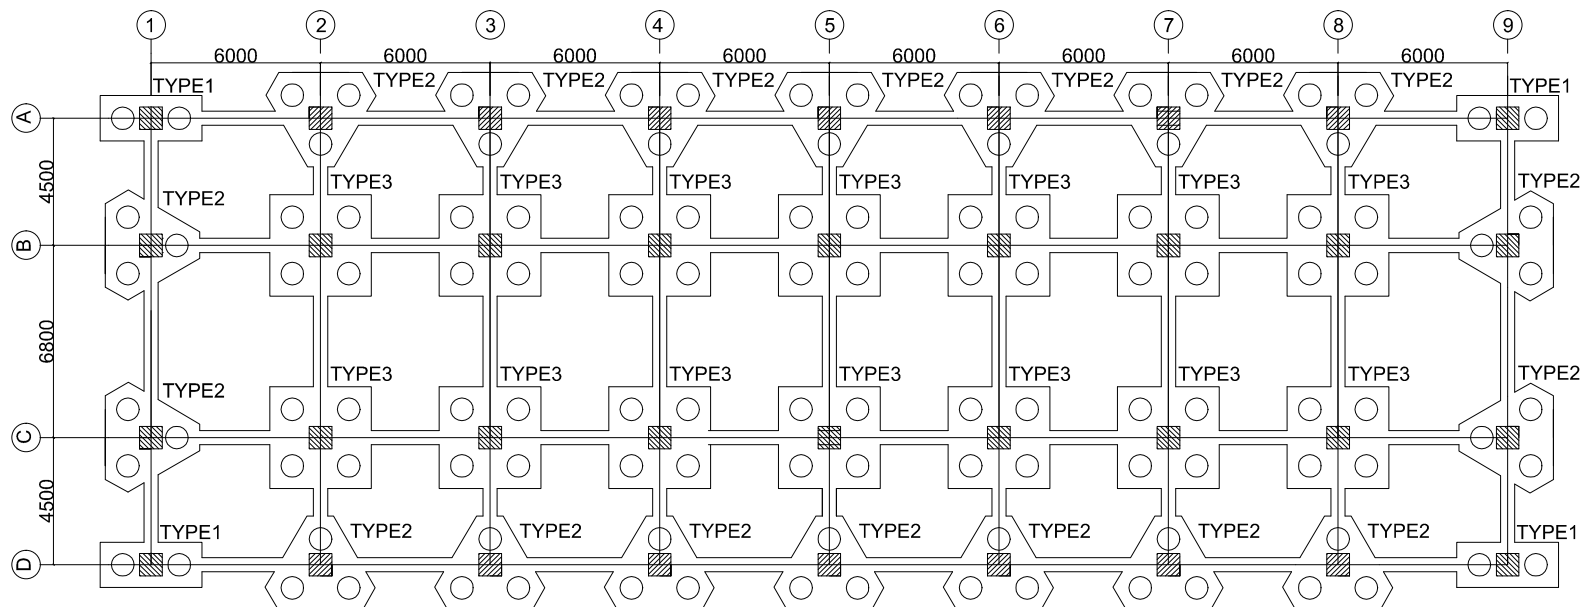 1 2 3 4 5 6 7 8 9
6000 6000 6000 6000 6000 6000 6000 6000
TYPE1 TYPE2 TYPE2 TYPE2 TYPE2 TYPE2 TYPE2 TYPE2 TYPE1
A
4500
TYPE2 TYPE3 TYPE3 TYPE3 TYPE3 TYPE3 TYPE3 TYPE3 TYPE2
B
6800
TYPE2 TYPE3 TYPE3 TYPE3 TYPE3 TYPE3 TYPE3 TYPE3 TYPE2
C
4500
TYPE1 TYPE2 TYPE2 TYPE2 TYPE2 TYPE2 TYPE2 TYPE2 TYPE1
D